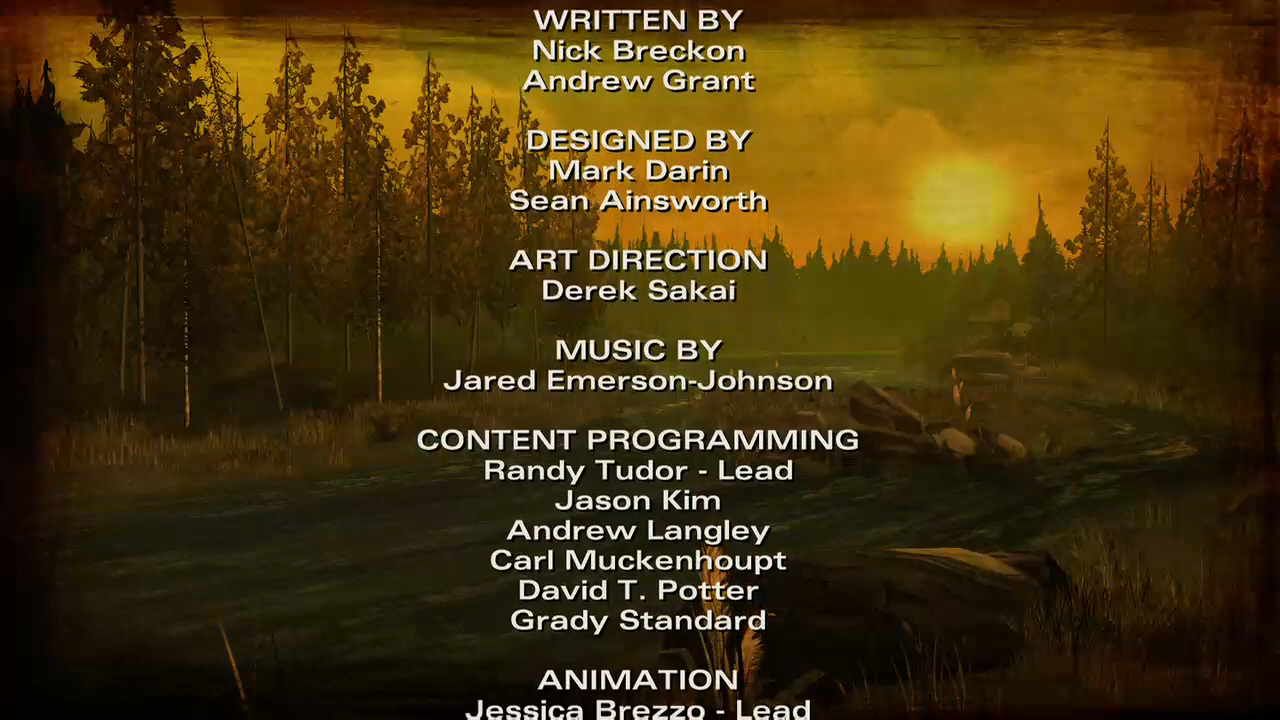 WRITTEN BY
Nick Breckon
Andrew Grant
DESIGNED BY
Mark Darin
Sean Ainsworth
ART DIRECTION
Derek Sakai
MUSIC BY
Jared Emerson-Johnson
CONTENT PROGRAMMING
Randy Tudor - Lead
Jason Kim
Andrew Langley
Carl Muckenhoupt
David T. Potter
Grady Standard
ANIMATION
Jessica Brezzo - Lead